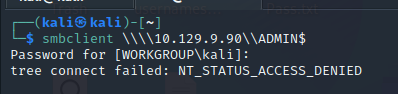 ┌──(kali㉿kali)-[~]
└─$ smbclient \\\\10.129.9.90\\ADMIN$
Password for [WORKGROUP\kali]:
tree connect failed: NT_STATUS_ACCESS_DENIED